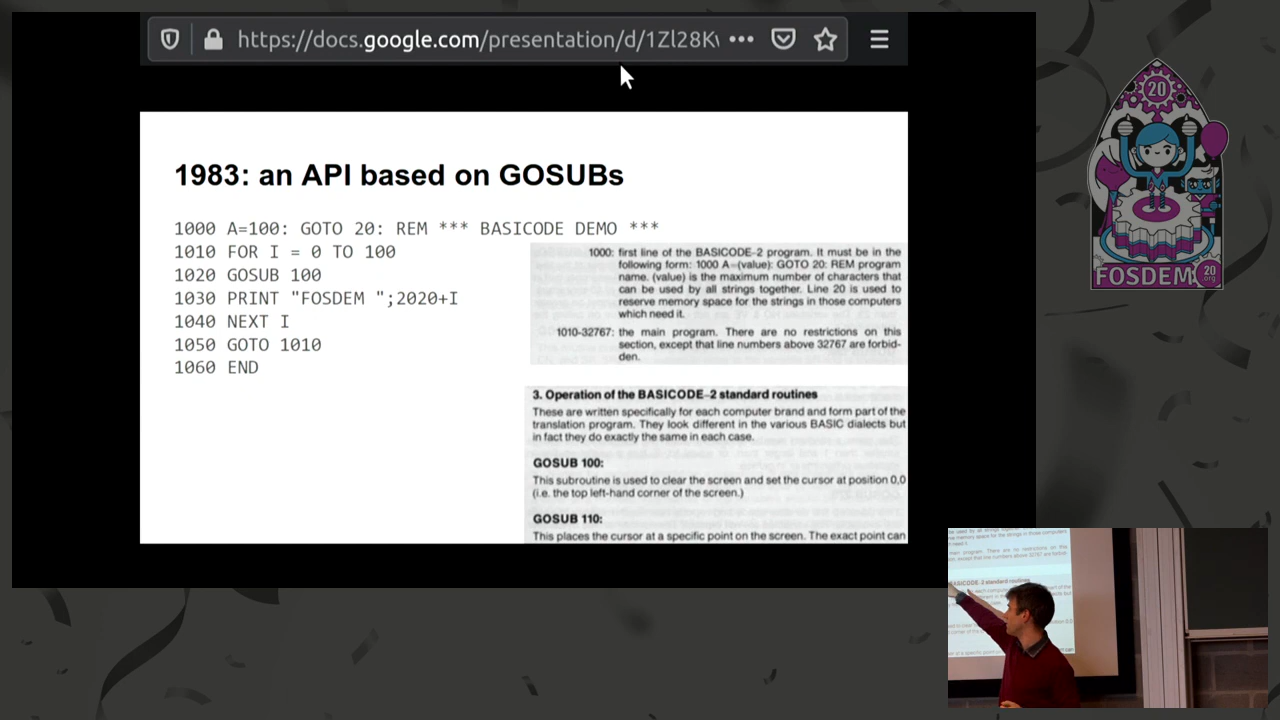 https://docs.google.com/presentation/d/1Zl28K
1983: an API based on GOSUBs
1000 A=100: GOTO 20: REM *** BASICODE DEMO ***
1010 FOR I = 0 TO 100
1020 GOSUB 100
1030 PRINT "FOSDEM ";2020+I
1040 NEXT I
1050 GOTO 1010
1060 END
1000: first line of the BASICODE-2 program. It must be in the
following form: 1000 A=(value): GOTO 20: REM program
name. (value) is the maximum number of characters that
can be used by all strings together. Line 20 is used to
reserve memory space for the strings in those computers
which need it.
1010-32767: the main program. There are no restrictions on this
section, except that line numbers above 32767 are forbid-
den.
3. Operation of the BASICODE-2 standard routines
These are written specifically for each computer brand and form part of the
translation program. They look different in the various BASIC dialects but
in fact they do exactly the same in each case.
GOSUB 100:
This subroutine is used to clear the screen and set the cursor at position 0,0
(i.e. the top left-hand corner of the screen.)
GOSUB 110:
This places the cursor at a specific point on the screen. The exact point can
20
FOSDEM 20
.org
BASICODE-2 standard routines